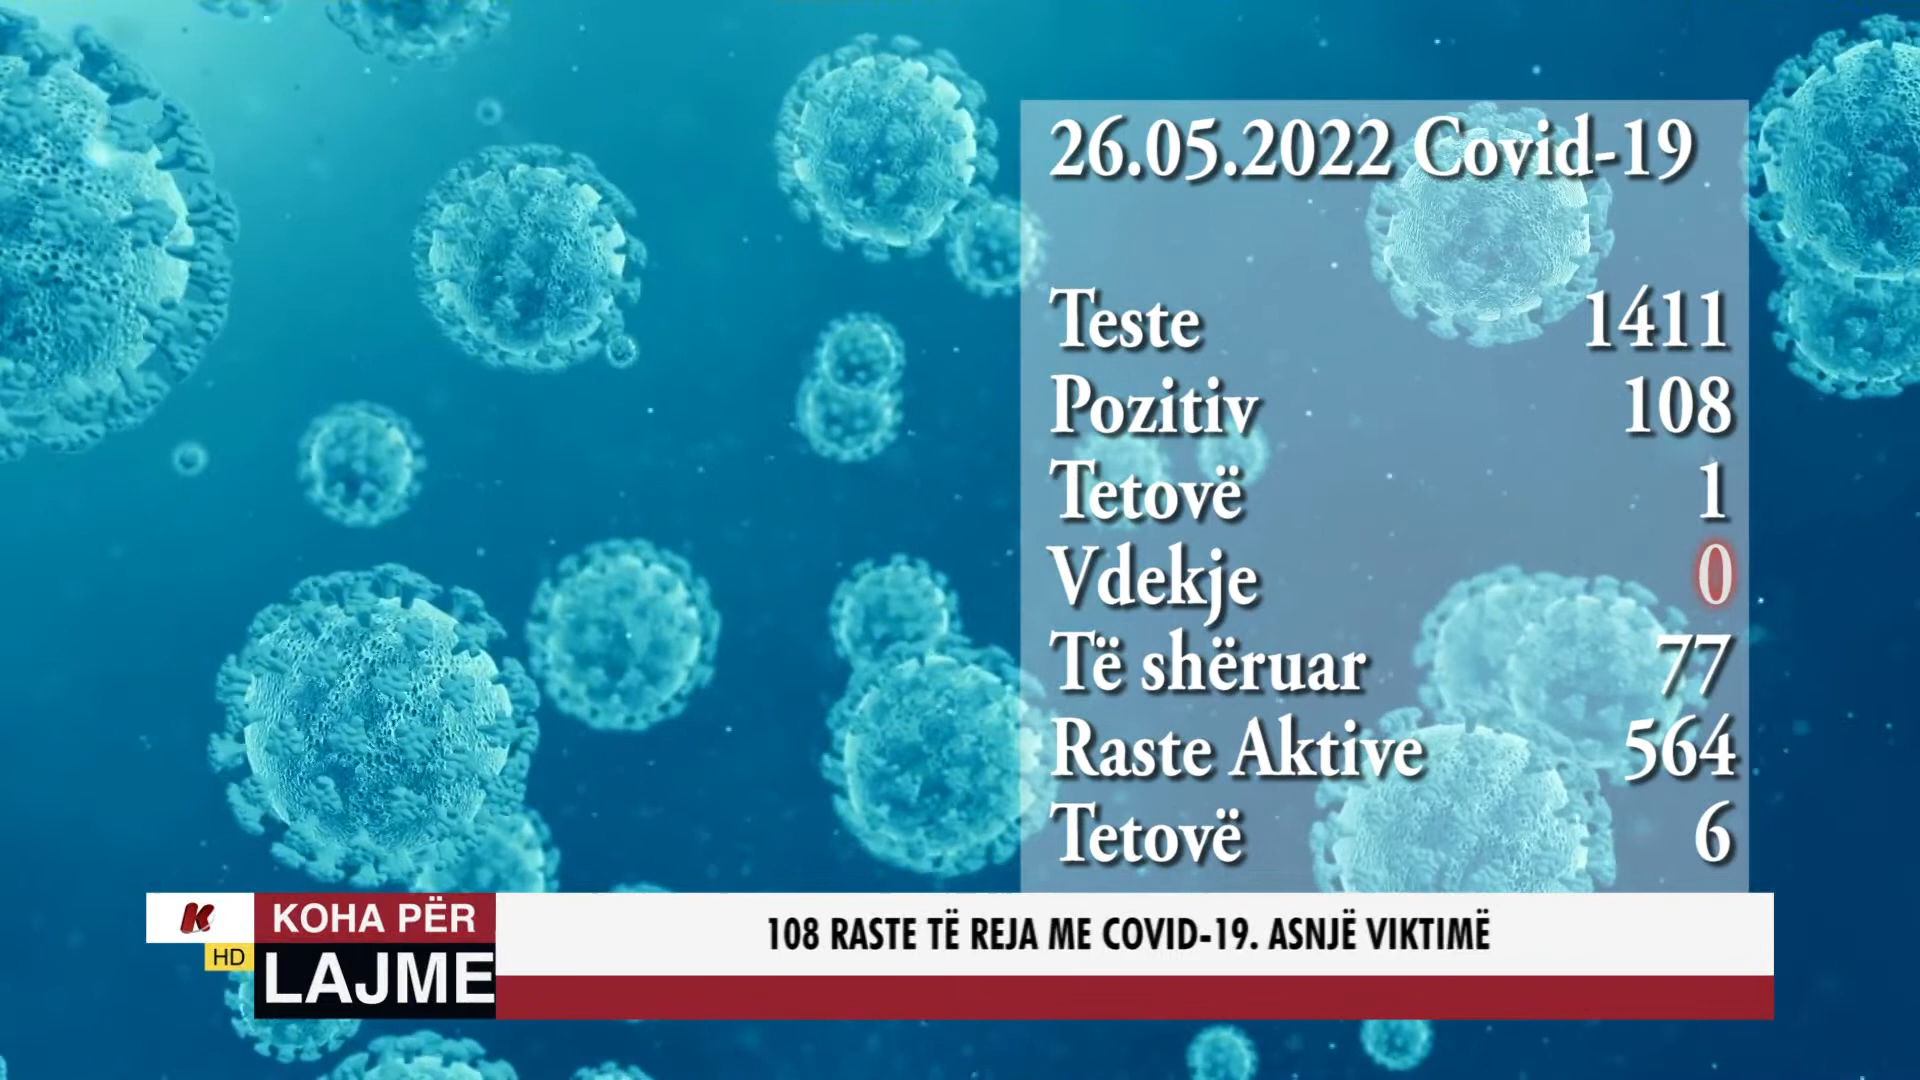 26.05.2022 Covid-19
Teste 1411
Pozitiv 108
Tetovë 1
Vdekje 0
Të shëruar 77
Raste Aktive 564
Tetovë 6
K
HD
KOHA PËR
LAJME
108 RASTE TË REJA ME COVID-19. ASNJË VIKTIMË